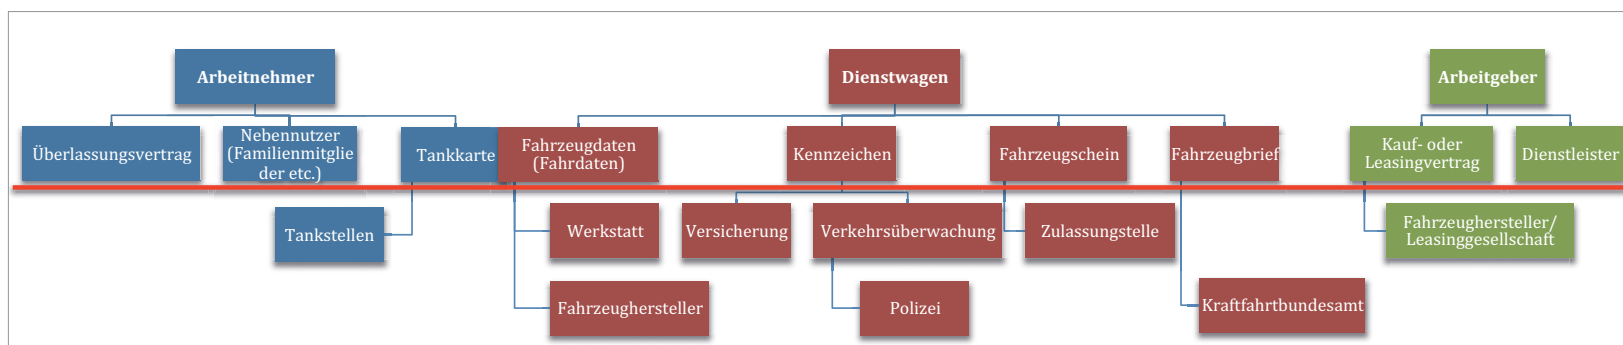 Arbeitnehmer
Dienstwagen
Arbeitgeber
Überlassungsvertrag
Nebennutzer
(Familienmitglie
der etc.)
Tankkarte
Fahrzeugdaten
(Fahrdaten)
Kennzeichen
Fahrzeugschein
Fahrzeugbrief
Kauf- oder
Leasingvertrag
Dienstleister
Tankstellen
Werkstatt
Versicherung
Verkehrsüberwachung
Zulassungstelle
Fahrzeughersteller/
Leasinggesellschaft
Fahrzeughersteller
Polizei
Kraftfahrtbundesamt